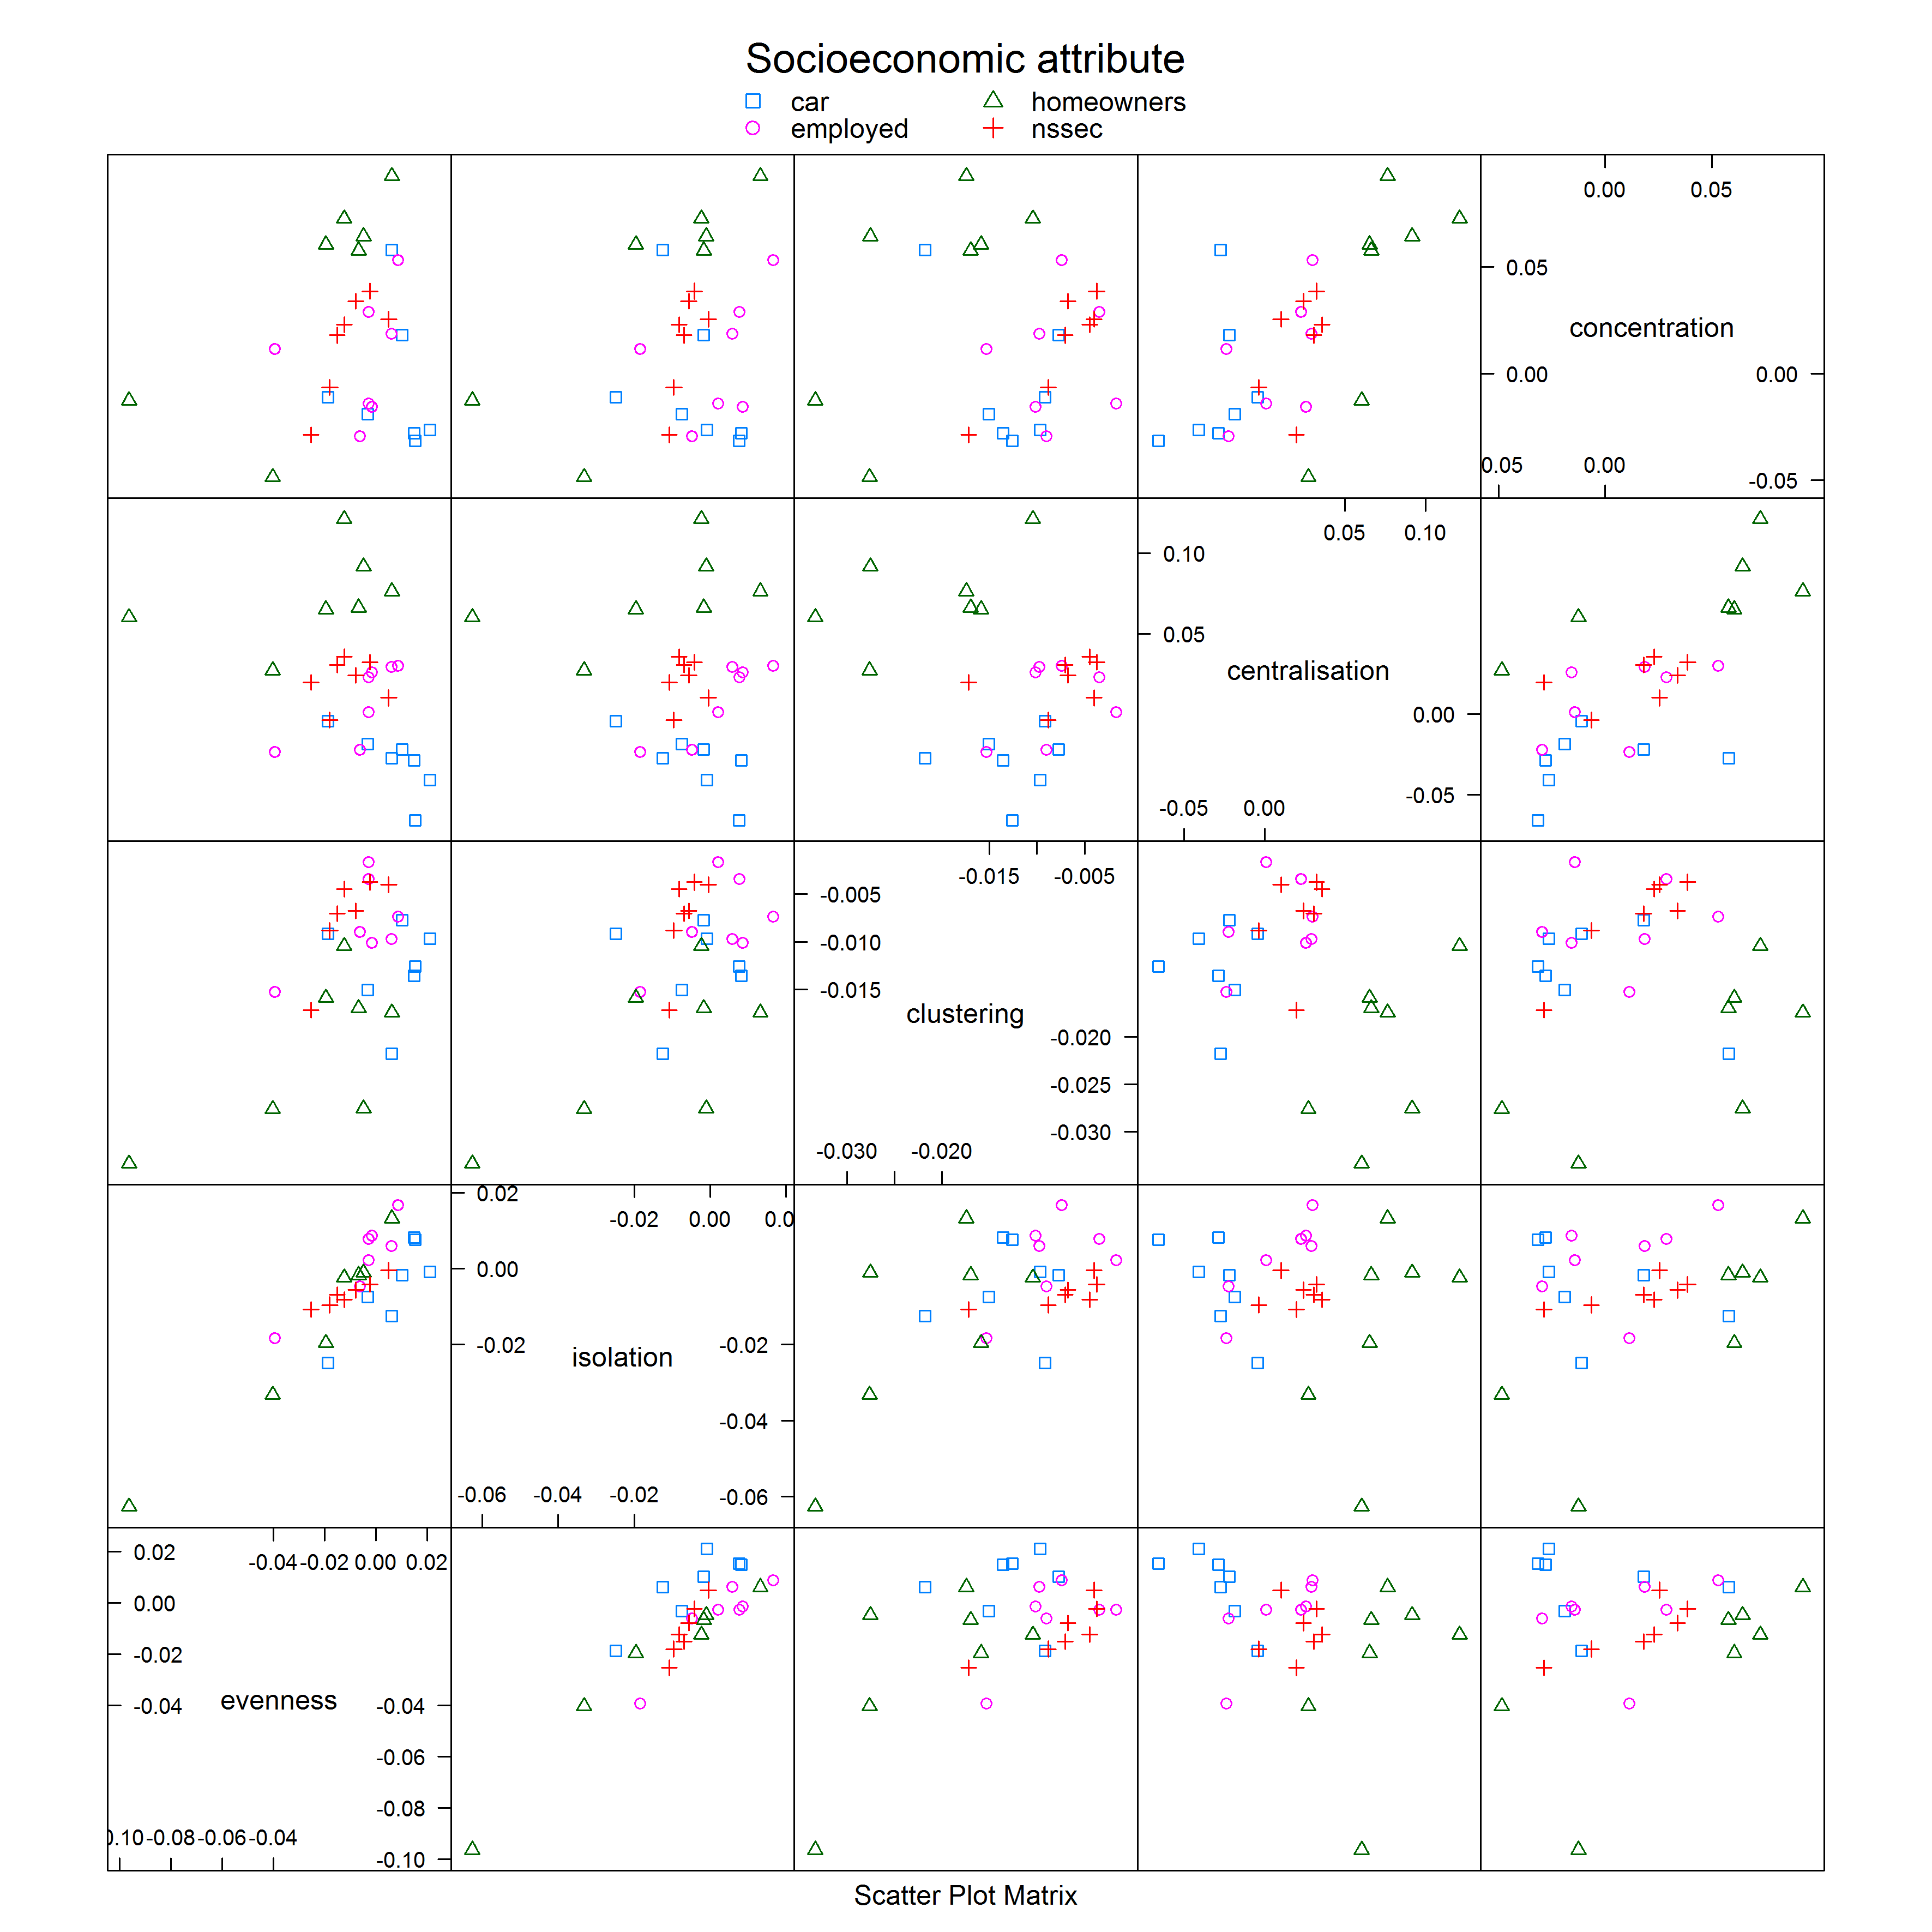 Socioeconomic attribute
car homeowners
employed nssec
0.00 0.05
0.05
concentration
0.00 0.00
0.05 0.00
-0.05
0.05 0.10
0.10
0.05
centralisation
0.00
-0.05
-0.05 0.00
-0.015 -0.005
-0.005
-0.010
-0.015
clustering
-0.020
-0.025
-0.030
-0.030 -0.020
0.02
-0.02 0.00 0.0
0.00
-0.02 -0.02
isolation
-0.04
-0.06 -0.04 -0.02 -0.06
0.02 -0.04 -0.02 0.00 0.02
0.00
-0.02
-0.04 evenness -0.04
-0.06
-0.08
0.10 -0.08 -0.06 -0.04
-0.10
Scatter Plot Matrix